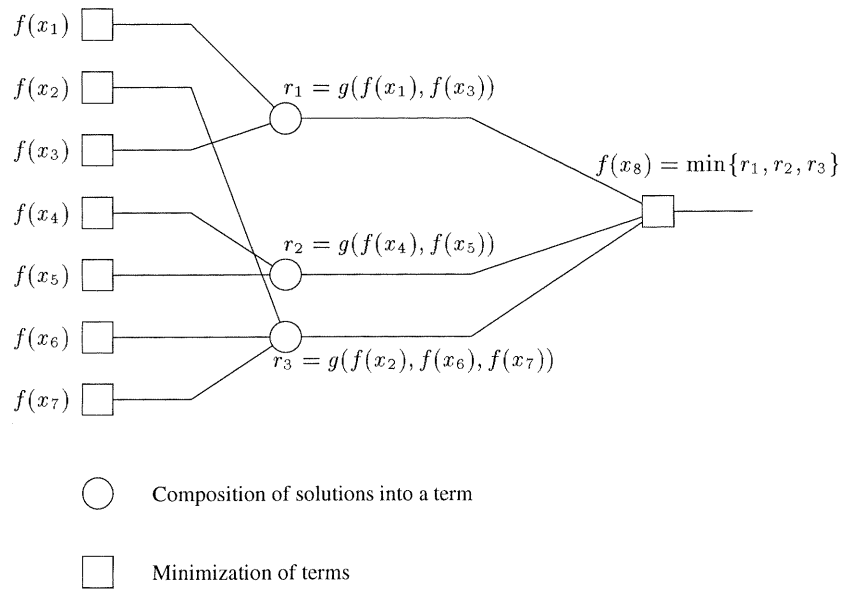 f(x₁)
f(x₂)
r₁ = g(f(x₁), f(x₃))
f(x₃)
f(x₈) = min{r₁, r₂, r₃}
f(x₄)
r₂ = g(f(x₄), f(x₅))
f(x₅)
f(x₆)
r₃ = g(f(x₂), f(x₆), f(x₇))
f(x₇)
Composition of solutions into a term
Minimization of terms